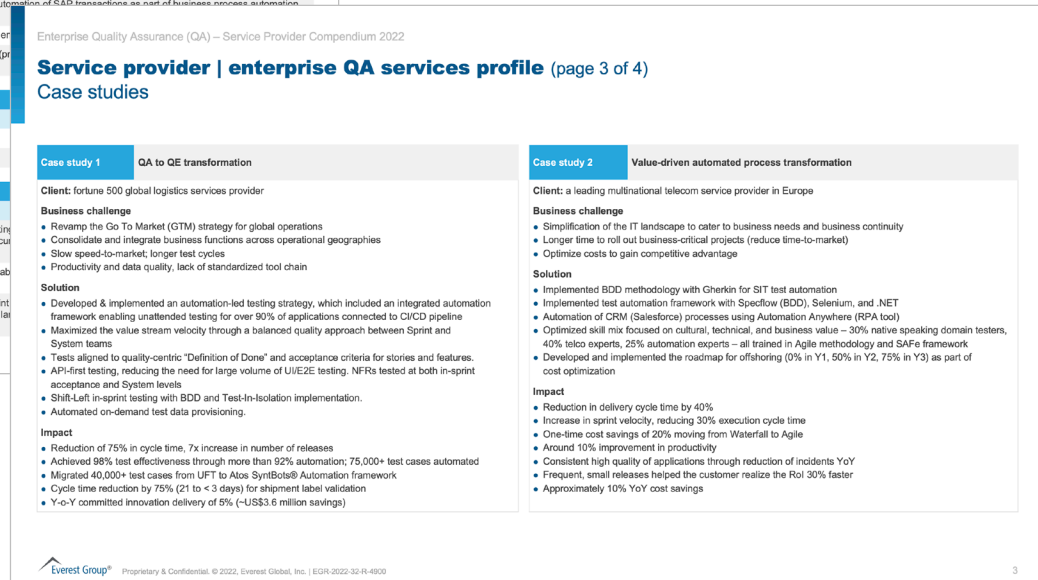 utomation of SAP transactions as part of business process automation
en
(pr
king
cur
ab
int
lar
Enterprise Quality Assurance (QA) – Service Provider Compendium 2022
Service provider | enterprise QA services profile (page 3 of 4)
Case studies
Case study 1 QA to QE transformation
Client: fortune 500 global logistics services provider
Business challenge
● Revamp the Go To Market (GTM) strategy for global operations
● Consolidate and integrate business functions across operational geographies
● Slow speed-to-market; longer test cycles
● Productivity and data quality, lack of standardized tool chain
Solution
● Developed & implemented an automation-led testing strategy, which included an integrated automation
framework enabling unattended testing for over 90% of applications connected to CI/CD pipeline
● Maximized the value stream velocity through a balanced quality approach between Sprint and
System teams
● Tests aligned to quality-centric “Definition of Done” and acceptance criteria for stories and features.
● API-first testing, reducing the need for large volume of UI/E2E testing. NFRs tested at both in-sprint
acceptance and System levels
● Shift-Left in-sprint testing with BDD and Test-In-Isolation implementation.
● Automated on-demand test data provisioning.
Impact
● Reduction of 75% in cycle time, 7x increase in number of releases
● Achieved 98% test effectiveness through more than 92% automation; 75,000+ test cases automated
● Migrated 40,000+ test cases from UFT to Atos SyntBots® Automation framework
● Cycle time reduction by 75% (21 to < 3 days) for shipment label validation
● Y-o-Y committed innovation delivery of 5% (~US$3.6 million savings)
Case study 2 Value-driven automated process transformation
Client: a leading multinational telecom service provider in Europe
Business challenge
● Simplification of the IT landscape to cater to business needs and business continuity
● Longer time to roll out business-critical projects (reduce time-to-market)
● Optimize costs to gain competitive advantage
Solution
● Implemented BDD methodology with Gherkin for SIT test automation
● Implemented test automation framework with Specflow (BDD), Selenium, and .NET
● Automation of CRM (Salesforce) processes using Automation Anywhere (RPA tool)
● Optimized skill mix focused on cultural, technical, and business value – 30% native speaking domain testers,
40% telco experts, 25% automation experts – all trained in Agile methodology and SAFe framework
● Developed and implemented the roadmap for offshoring (0% in Y1, 50% in Y2, 75% in Y3) as part of
cost optimization
Impact
● Reduction in delivery cycle time by 40%
● Increase in sprint velocity, reducing 30% execution cycle time
● One-time cost savings of 20% moving from Waterfall to Agile
● Around 10% improvement in productivity
● Consistent high quality of applications through reduction of incidents YoY
● Frequent, small releases helped the customer realize the RoI 30% faster
● Approximately 10% YoY cost savings
Everest Group® Proprietary & Confidential. © 2022, Everest Global, Inc. | EGR-2022-32-R-4900
3